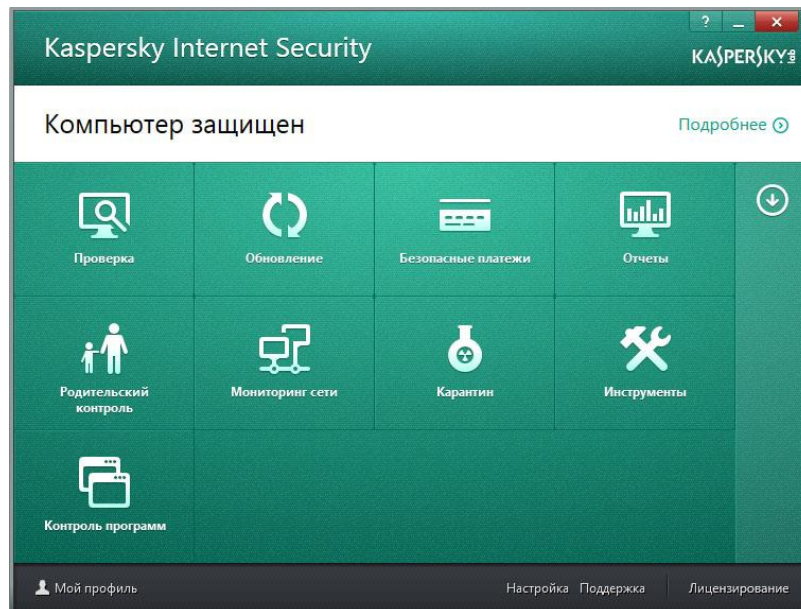 ?
Kaspersky Internet Security
KASPERSKY
Компьютер защищен
Подробнее
Проверка
Обновление
Безопасные платежи
Отчеты
Родительский
контроль
Мониторинг сети
Карантин
Инструменты
Контроль программ
Мой профиль
Настройка
Поддержка
Лицензирование